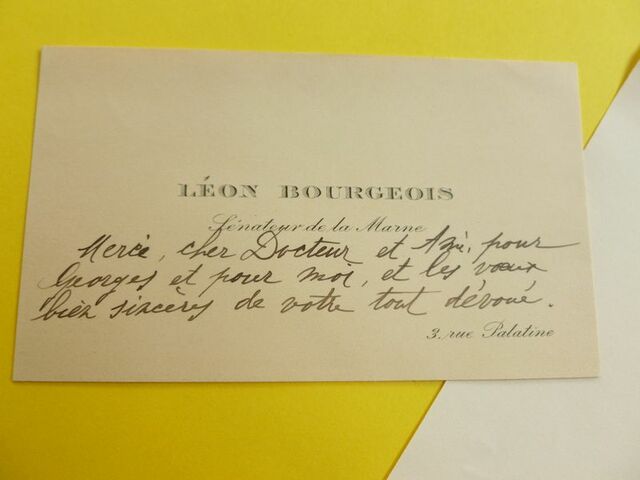 LÉON BOURGEOIS
Sénateur de la Marne
Merci, cher Docteur et Ami, pour
Georges et pour moi, et les vœux
bien sincères de votre tout dévoué.
3, rue Palatine